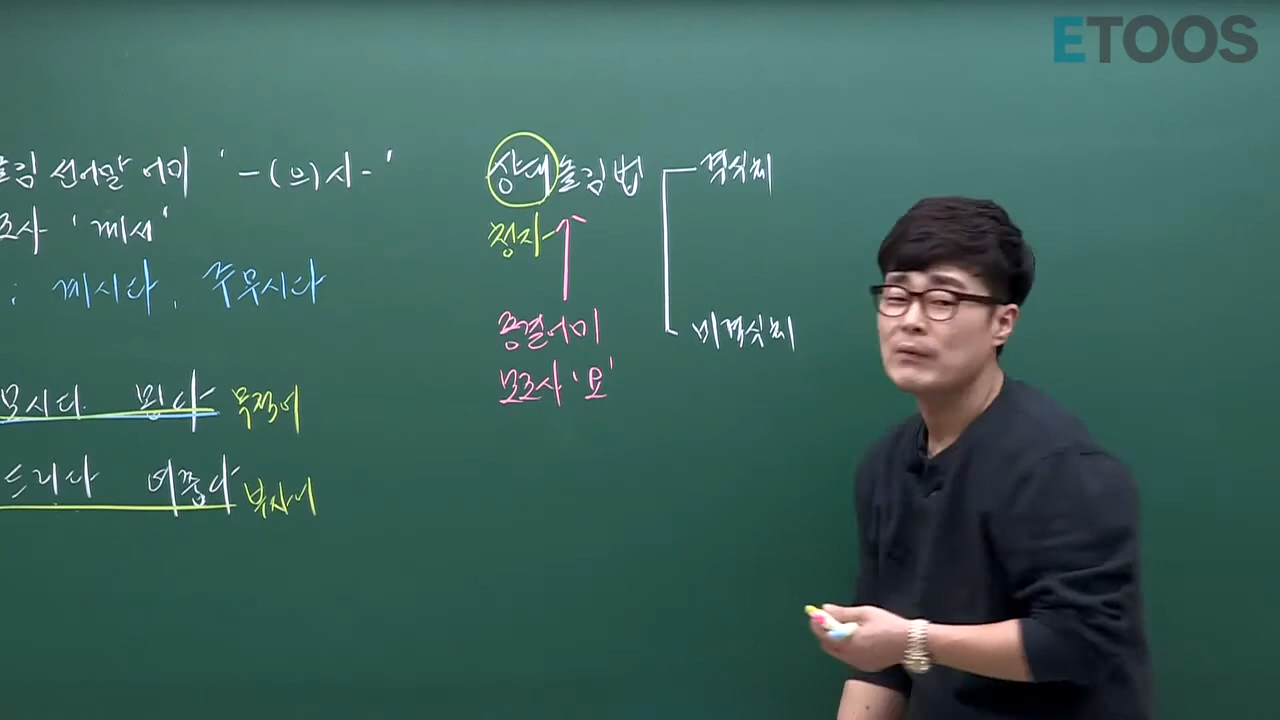 ETOOS
높임 선어말 어미 '-(으)시-'
조사 '께서'
: 계시다, 주무시다
모시다 뵙다 목적어
드리다 여쭙다 부사어
상대높임법
청자
종결어미
보조사 '요'
격식체
비격식체